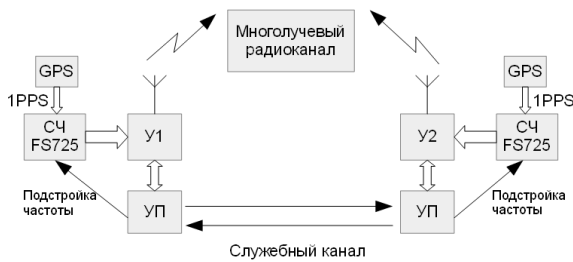 Многолучевый
радиоканал
GPS
GPS
1PPS
1PPS
СЧ
FS725
У1
У2
СЧ
FS725
Подстройка
частоты
УП
УП
Подстройка
частоты
Служебный канал